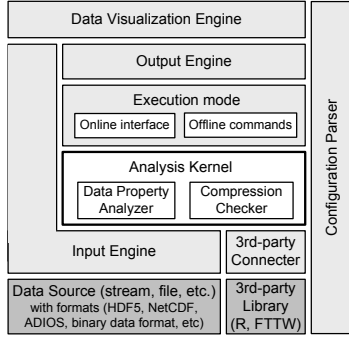 Data Visualization Engine
Output Engine
Execution mode
Online interface
Offline commands
Analysis Kernel
Data Property
Analyzer
Compression
Checker
Input Engine
3rd-party
Connecter
Data Source (stream, file, etc.)
with formats (HDF5, NetCDF,
ADIOS, binary data format, etc)
3rd-party
Library
(R, FTTW)
Configuration Parser